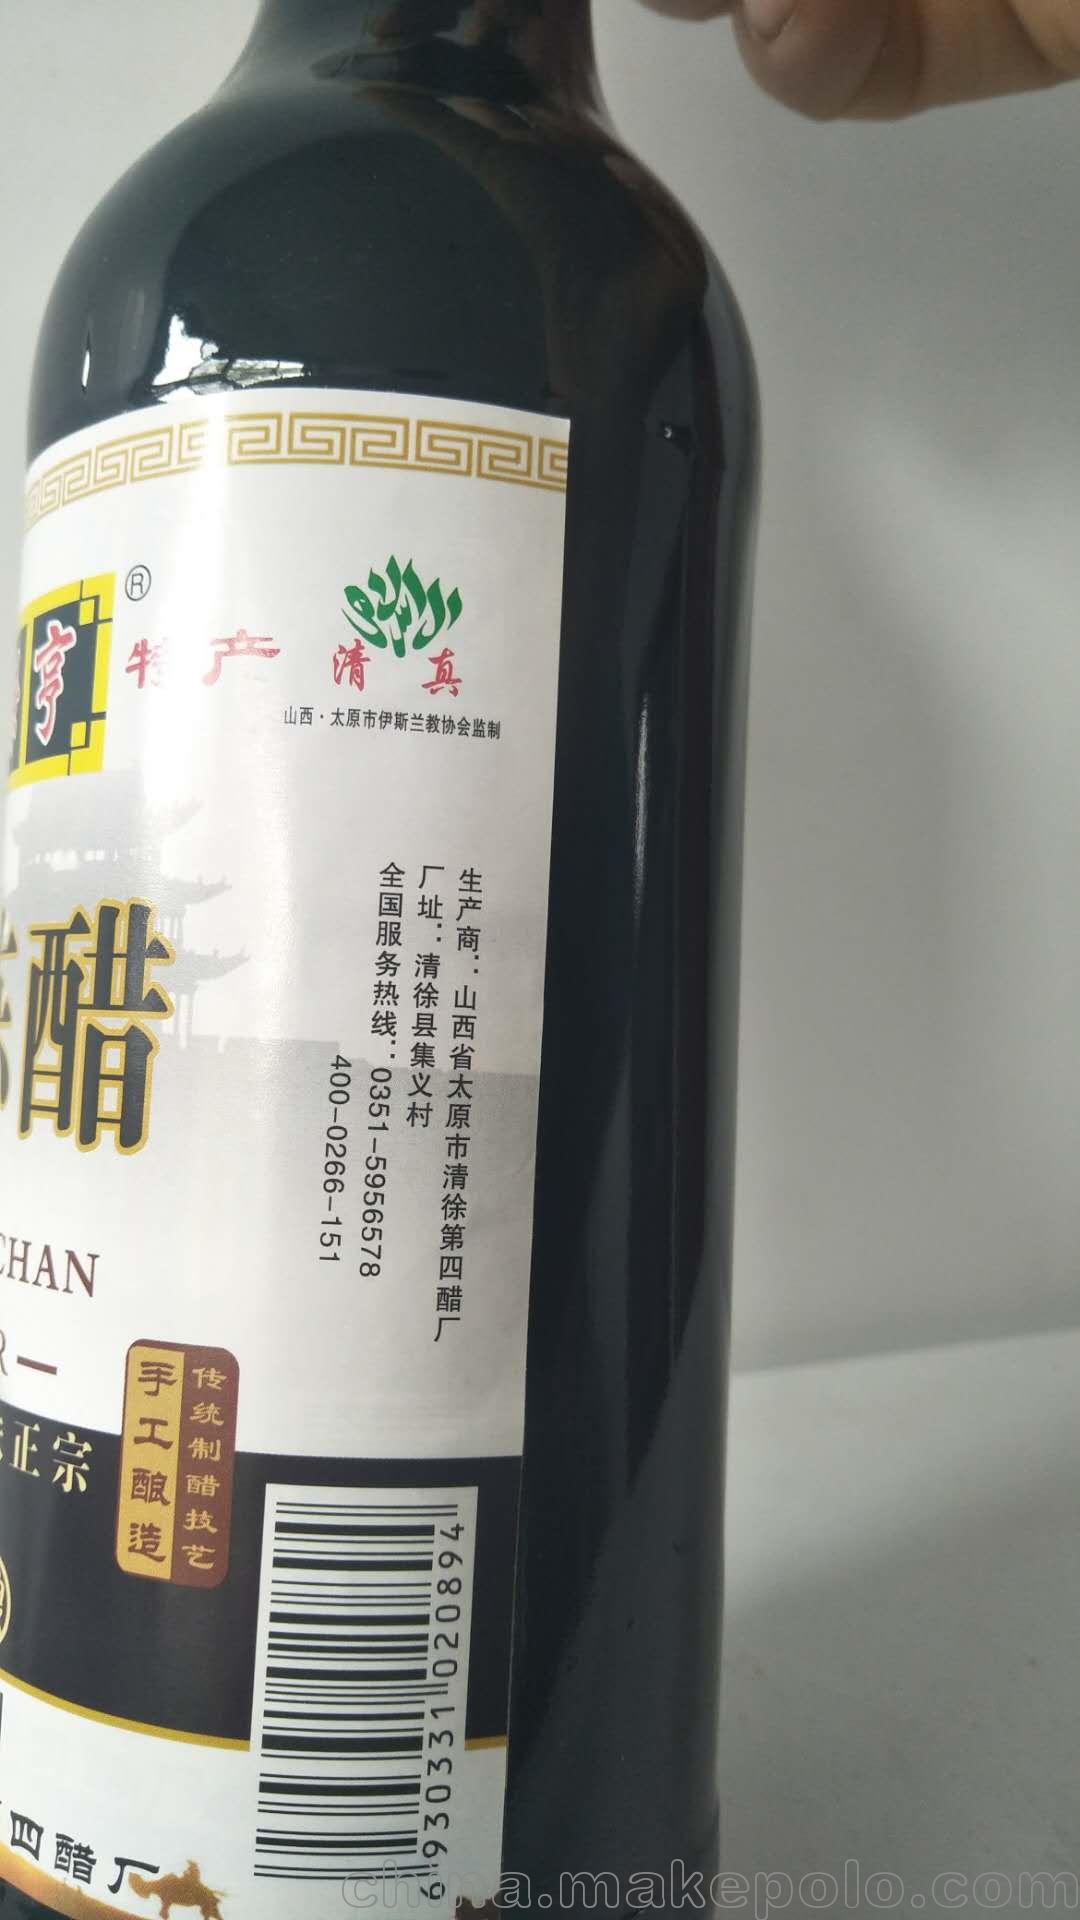 亨
®
特产
清真
山西·太原市伊斯兰教协会监制
生产商：山西省太原市清徐第四醋厂
厂址：清徐县集义村
全国服务热线：0351-5956578
400-0266-151
醋
CHAN
R—
正宗
传统制醋技艺
手工酿造
6930331020894
四醋厂
china.makepolo.com